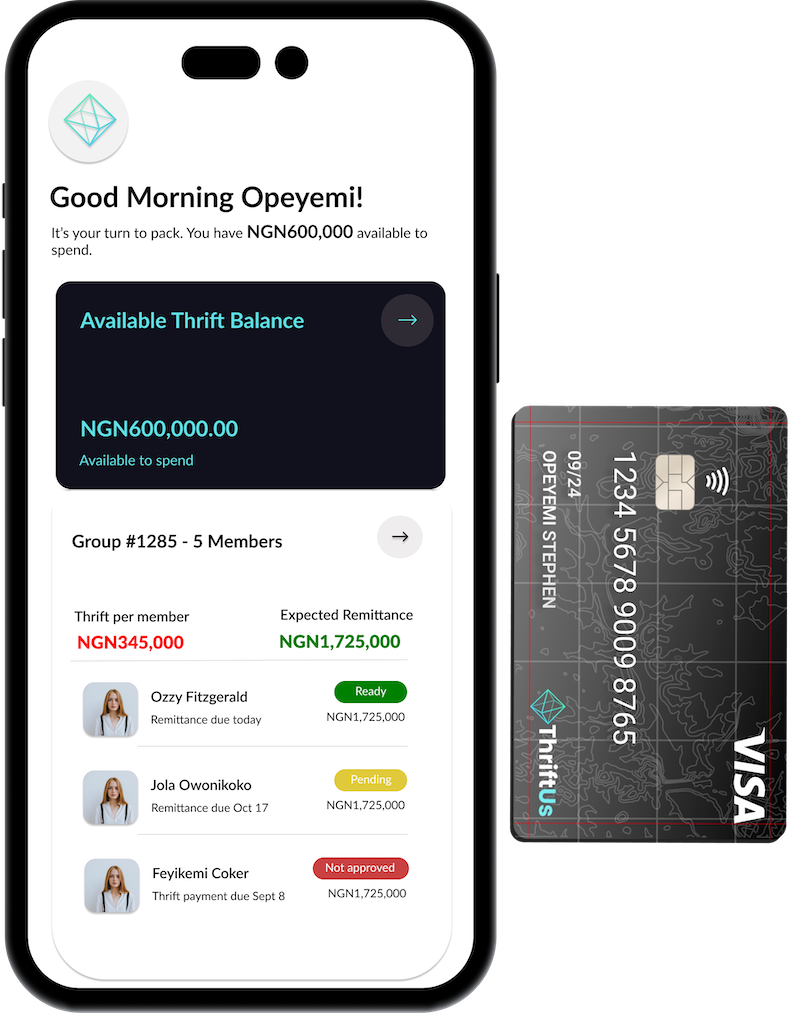 Good Morning Opeyemi!
It's your turn to pack. You have NGN600,000 available to
spend.
Available Thrift Balance
NGN600,000.00
Available to spend
Group #1285 - 5 Members
Thrift per member
NGN345,000
Expected Remittance
NGN1,725,000
Ozzy Fitzgerald
Remittance due today
Ready
NGN1,725,000
Jola Owonikoko
Remittance due Oct 17
Pending
NGN1,725,000
Feyikemi Coker
Thrift payment due Sept 8
Not approved
NGN1,725,000
VISA
1234 5678 9009 8765
09/24
OPEYEMI STEPHEN
ThriftUs